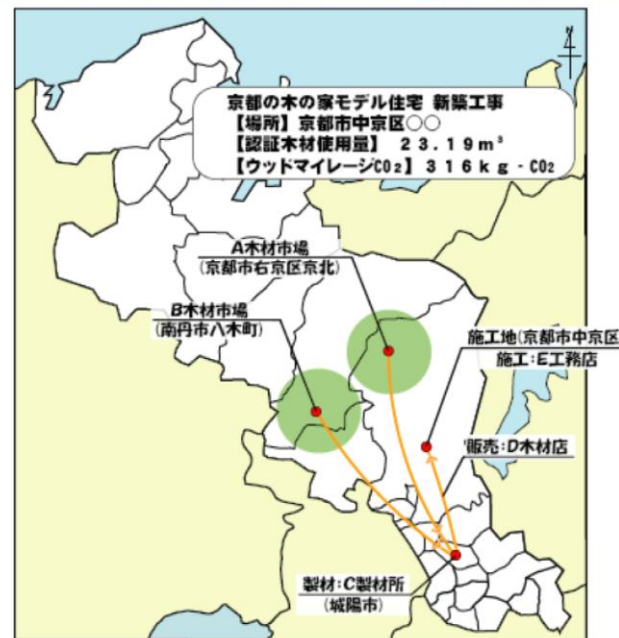 京都の木の家モデル住宅 新築工事
【場所】京都市中京区〇〇
【認証木材使用量】 23.19m³
【ウッドマイレージCO₂】316kg-CO₂
A木材市場
(京都市右京区京北)
B木材市場
(南丹市八木町)
施工地(京都市中京区
施工:E工務店
販売:D木材店
製材:C製材所
(城陽市)